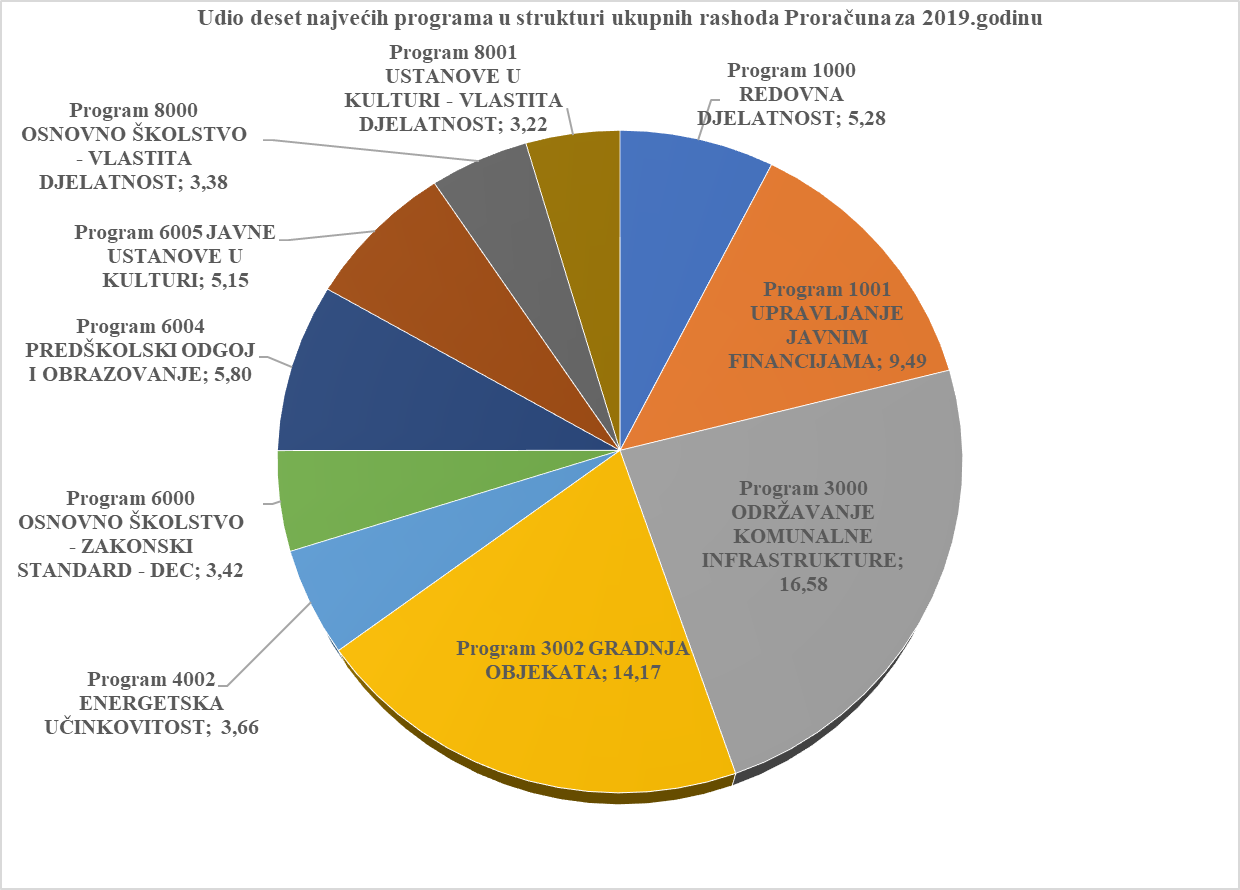 Udio deset najvećih programa u strukturi ukupnih rashoda Proračuna za 2019.godinu
Program 1000
REDOVNA
DJELATNOST; 5,28
Program 1001
UPRAVLJANJE
JAVNIM
FINANCIJAMA; 9,49
Program 3000
ODRŽAVANJE
KOMUNALNE
INFRASTRUKTURE;
16,58
Program 3002 GRADNJA
OBJEKATA; 14,17
Program 4002
ENERGETSKA
UČINKOVITOST; 3,66
Program 6000
OSNOVNO ŠKOLSTVO
- ZAKONSKI
STANDARD - DEC; 3,42
Program 6004
PREDŠKOLSKI ODGOJ
I OBRAZOVANJE; 5,80
Program 6005 JAVNE
USTANOVE U
KULTURI; 5,15
Program 8000
OSNOVNO ŠKOLSTVO
- VLASTITA
DJELATNOST; 3,38
Program 8001
USTANOVE U
KULTURI - VLASTITA
DJELATNOST; 3,22